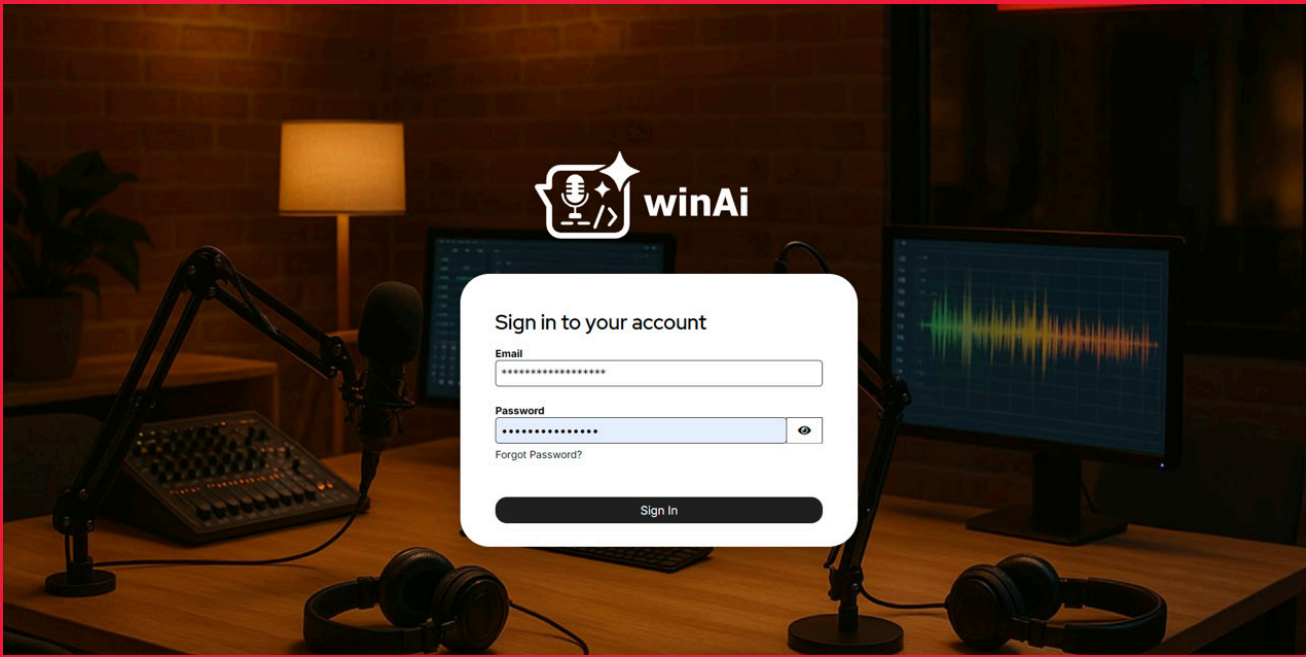 winAi
Sign in to your account
Email
******************
Password
•••••••••••••••
Forgot Password?
Sign In